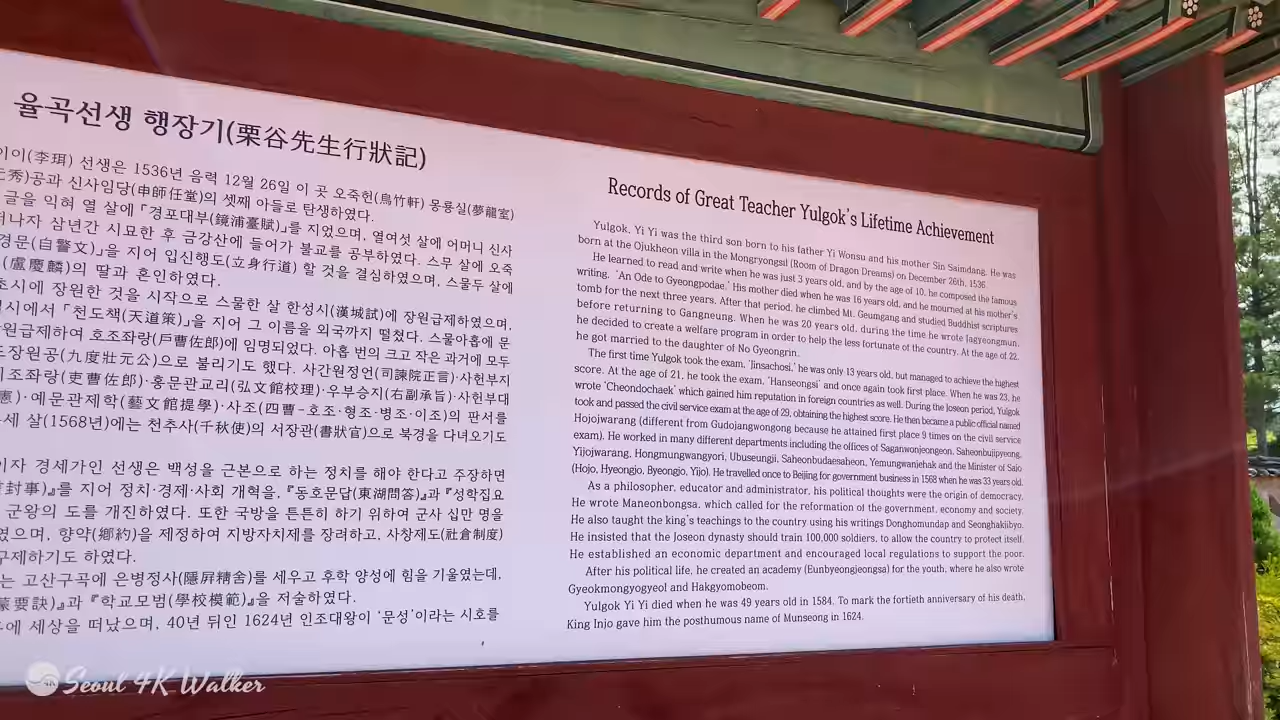 율곡선생 행장기(栗谷先生行狀記)
이이(李珥) 선생은 1536년 음력 12월 26일 이 곳 오죽헌(烏竹軒) 몽룡실(夢龍室)
元秀)공과 신사임당(申師任堂)의 셋째 아들로 탄생하였다.
글을 익혀 열 살에 「경포대부(鏡浦臺賦)」를 지었으며, 열여섯 살에 어머니 신사
떠나자 삼년간 시묘한 후 금강산에 들어가 불교를 공부하였다. 스무 살에 오죽
경문(自警文)」을 지어 입신행도(立身行道) 할 것을 결심하였으며, 스물두 살에
(盧慶麟)의 딸과 혼인하였다.
초시에 장원한 것을 시작으로 스물한 살 한성시(漢城試)에 장원급제하였으며,
시에서 「천도책(天道策)」을 지어 그 이름을 외국까지 떨쳤다. 스물아홉에 문
원급제하여 호조좌랑(戶曹佐郎)에 임명되었다. 아홉 번의 크고 작은 과거에 모두
도장원공(九度壯元公)으로 불리기도 했다. 사간원정언(司諫院正言)·사헌부지
이조좌랑(吏曹佐郎)·홍문관교리(弘文館校理)·우부승지(右副承旨)·사헌부대
憲)·예문관제학(藝文館提學)·사조(四曹-호조·형조·병조·이조)의 판서를
세 살(1568년)에는 천추사(千秋使)의 서장관(書狀官)으로 북경을 다녀오기도
이자 경세가인 선생은 백성을 근본으로 하는 정치를 해야 한다고 주장하면
封事)』를 지어 정치·경제·사회 개혁을, 『동호문답(東湖問答)』과 『성학집요
군왕의 도를 개진하였다. 또한 국방을 튼튼히 하기 위하여 군사 십만 명을
였으며, 향약(鄕約)을 제정하여 지방자치제를 장려하고, 사창제도(社倉制度)
구제하기도 하였다.
는 고산구곡에 은병정사(隱屛精舍)를 세우고 후학 양성에 힘을 기울였는데,
蒙要訣)』과 『학교모범(學校模範)』을 저술하였다.
에 세상을 떠났으며, 40년 뒤인 1624년 인조대왕이 '문성'이라는 시호를
Records of Great Teacher Yulgok's Lifetime Achievement
Yulgok, Yi Yi was the third son born to his father Yi Wonsu and his mother Sin Saimdang. He was
born at the Ojukheon villa in the Mongryongsil (Room of Dragon Dreams) on December 26th, 1536.
He learned to read and write when he was just 3 years old, and by the age of 10, he composed the famous
writing, 'An Ode to Gyeongpodae.' His mother died when he was 16 years old, and he mourned at his mother's
tomb for the next three years. After that period, he climbed Mt. Geumgang and studied Buddhist scriptures
before returning to Gangneung. When he was 20 years old, during the time he wrote Jagyeongmun,
he decided to create a welfare program in order to help the less fortunate of the country. At the age of 22,
he got married to the daughter of No Gyeongrin.
The first time Yulgok took the exam, 'Jinsachosi,' he was only 13 years old, but managed to achieve the highest
score. At the age of 21, he took the exam, 'Hanseongsi' and once again took first place. When he was 23, he
wrote 'Cheondochaek' which gained him reputation in foreign countries as well. During the Joseon period, Yulgok
took and passed the civil service exam at the age of 29, obtaining the highest score. He then became a public official named
Hojojwarang (different from Gudojangwongong because he attained first place 9 times on the civil service
exam). He worked in many different departments including the offices of Saganwonjeongeon, Saheonbujipyeong,
Yijojwarang, Hongmungwangyori, Ubuseungji, Saheonbudaesaheon, Yemungwanjehak and the Minister of Sajo
(Hojo, Hyeongjo, Byeongjo, Yijo). He travelled once to Beijing for government business in 1568 when he was 33 years old.
As a philosopher, educator and administrator, his political thoughts were the origin of democracy.
He wrote Maneonbongsa, which called for the reformation of the government, economy and society.
He also taught the king's teachings to the country using his writings Donghomundap and Seonghakjibyo.
He insisted that the Joseon dynasty should train 100,000 soldiers, to allow the country to protect itself.
He established an economic department and encouraged local regulations to support the poor.
After his political life, he created an academy (Eunbyeongjeongsa) for the youth, where he also wrote
Gyeokmongyogyeol and Hakgyomobeom.
Yulgok Yi Yi died when he was 49 years old in 1584. To mark the fortieth anniversary of his death,
King Injo gave him the posthumous name of Munseong in 1624.
Seoul 4K Walker